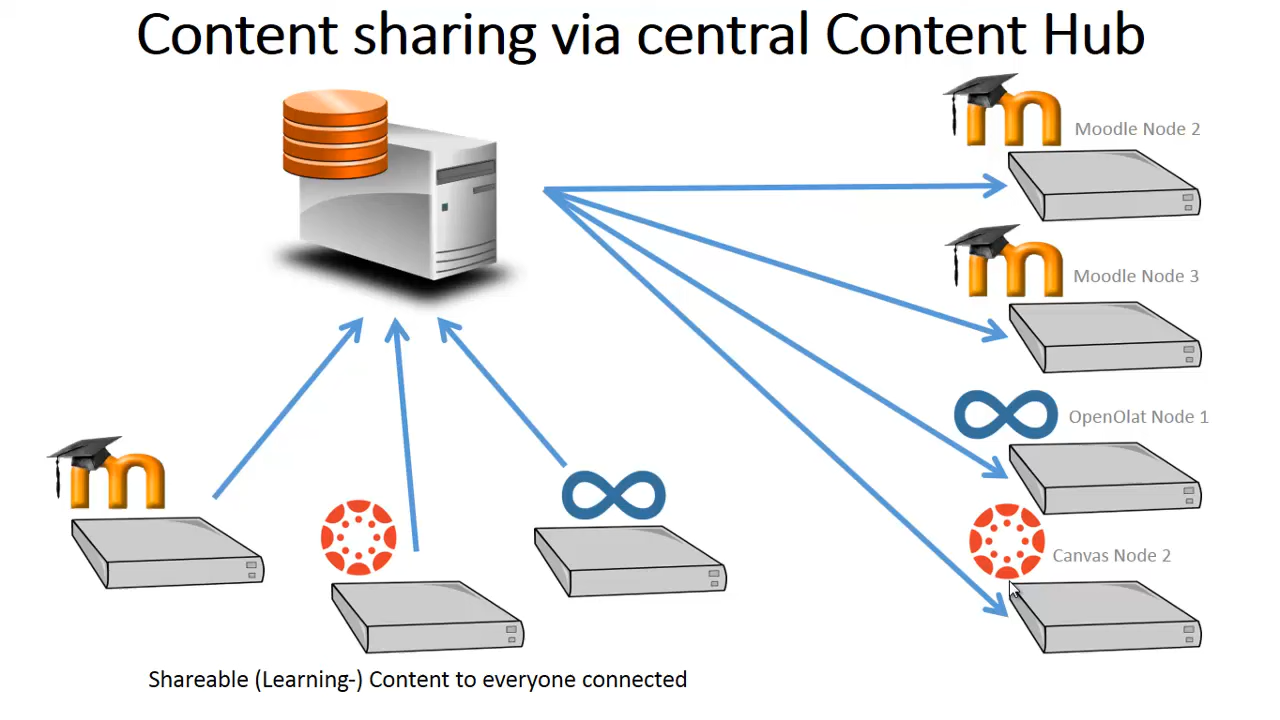 Content sharing via central Content Hub
Moodle Node 2
Moodle Node 3
OpenOlat Node 1
Canvas Node 2
Shareable (Learning-) Content to everyone connected